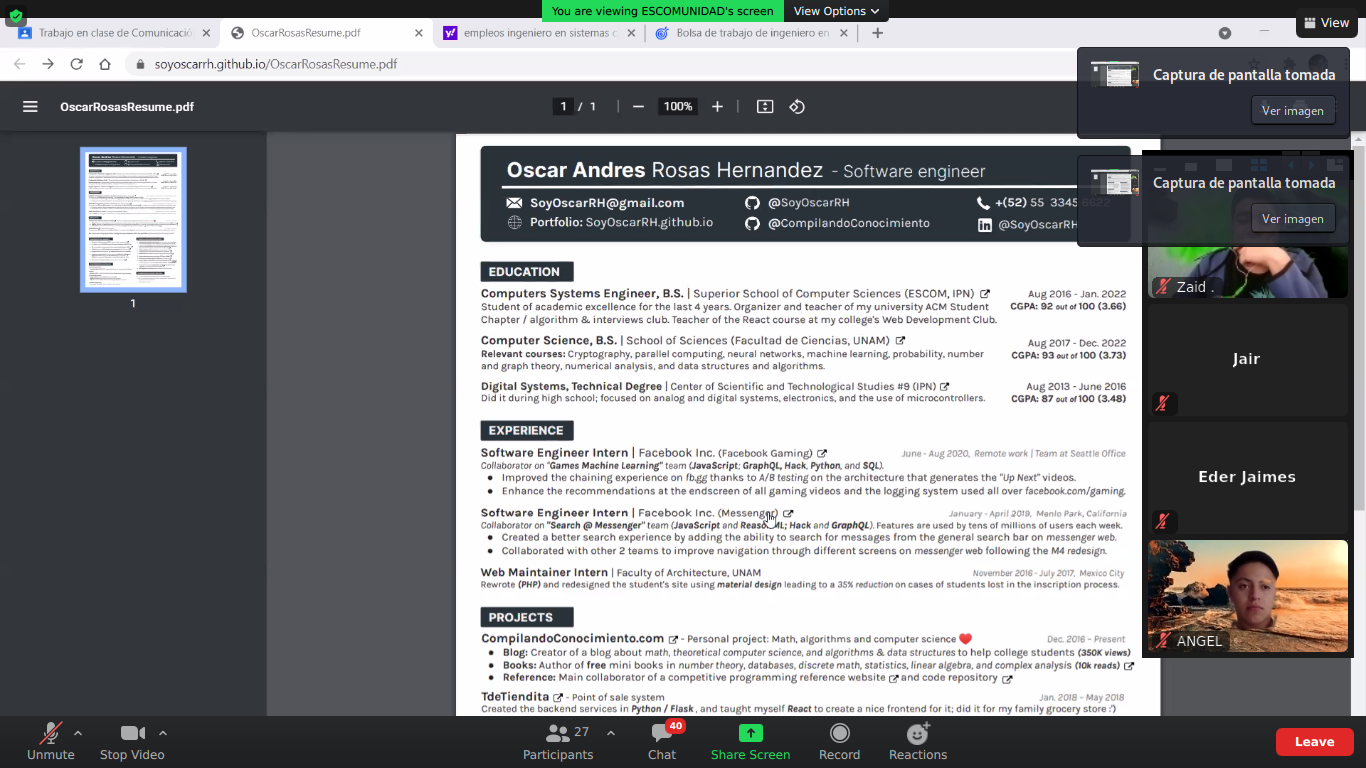 You are viewing ESCOMUNIDAD's screen
View Options
View
Trabajo en clase de Comunicació
OscarRosasResume.pdf
empleos ingeniero en sistemas c
Bolsa de trabajo de ingeniero en
soyoscarrh.github.io/OscarRosasResume.pdf
Captura de pantalla tomada
Ver imagen
OscarRosasResume.pdf
1 / 1
100%
Captura de pantalla tomada
Ver imagen
1
Oscar Andres Rosas Hernandez - Software engineer
SoyOscarRH@gmail.com @SoyOscarRH +(52) 55 3345 6622
Portfolio: SoyOscarRH.github.io @CompilandoConocimiento @SoyOscarRH
EDUCATION
Computers Systems Engineer, B.S. | Superior School of Computer Sciences (ESCOM, IPN) Aug 2016 - Jan. 2022
Student of academic excellence for the last 4 years. Organizer and teacher of my university ACM Student CGPA: 92 out of 100 (3.66)
Chapter / algorithm & interviews club. Teacher of the React course at my college's Web Development Club.
Computer Science, B.S. | School of Sciences (Facultad de Ciencias, UNAM) Aug 2017 - Dec. 2022
Relevant courses: Cryptography, parallel computing, neural networks, machine learning, probability, number CGPA: 93 out of 100 (3.73)
and graph theory, numerical analysis, and data structures and algorithms.
Digital Systems, Technical Degree | Center of Scientific and Technological Studies #9 (IPN) Aug 2013 - June 2016
Did it during high school; focused on analog and digital systems, electronics, and the use of microcontrollers. CGPA: 87 out of 100 (3.48)
EXPERIENCE
Software Engineer Intern | Facebook Inc. (Facebook Gaming) June - Aug 2020, Remote work | Team at Seattle Office
Collaborator on "Games Machine Learning" team (JavaScript; GraphQL, Hack, Python, and SQL).
● Improved the chaining experience on fb.gg thanks to A/B testing on the architecture that generates the "Up Next" videos.
● Enhance the recommendations at the endscreen of all gaming videos and the logging system used all over facebook.com/gaming.
Software Engineer Intern | Facebook Inc. (Messenger) January - April 2019, Menlo Park, California
Collaborator on "Search @ Messenger" team (JavaScript and ReasonML; Hack and GraphQL). Features are used by tens of millions of users each week.
● Created a better search experience by adding the ability to search for messages from the general search bar on messenger web.
● Collaborated with other 2 teams to improve navigation through different screens on messenger web following the M4 redesign.
Web Maintainer Intern | Faculty of Architecture, UNAM November 2016 - July 2017, Mexico City
Rewrote (PHP) and redesigned the student's site using material design leading to a 35% reduction on cases of students lost in the inscription process.
PROJECTS
CompilandoConocimiento.com - Personal project: Math, algorithms and computer science ❤️ Dec. 2016 - Present
● Blog: Creator of a blog about math, theoretical computer science, and algorithms & data structures to help college students (350K views)
● Books: Author of free mini books in number theory, databases, discrete math, statistics, linear algebra, and complex analysis (10k reads)
● Reference: Main collaborator of a competitive programming reference website and code repository
TdeTiendita - Point of sale system Jan. 2018 - May 2018
Created the backend services in Python / Flask, and taught myself React to create a nice frontend for it; did it for my family grocery store :')
Zaid .
Jair
Eder Jaimes
ANGEL
Unmute
Stop Video
Participants 27
Chat 40
Share Screen
Record
Reactions
Leave